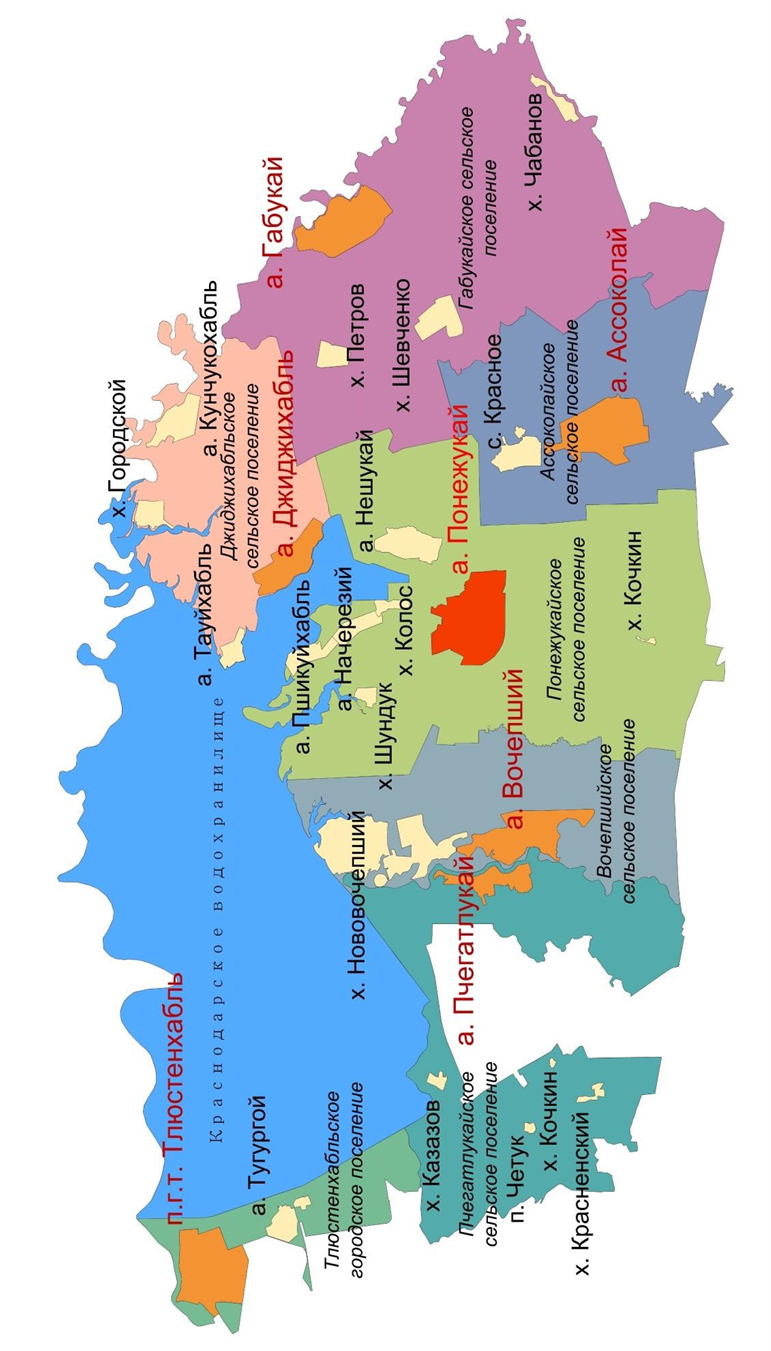 п.г.т. Тлюстенхабль
Краснодарское водохранилище
а. Тугургой
Тлюстенхабльское
городское поселение
х. Казазов
Пчегатлукайское
сельское поселение
п. Четук
х. Кочкин
х. Красненский
а. Пчегатлукай
х. Нововочепший
а. Вочепший
Вочепшийское
сельское поселение
х. Шундук
а. Пшикуйхабль
а. Начерезий
х. Колос
а. Понежукай
а. Нешукай
Понежукайское
сельское поселение
х. Кочкин
а. Тауйхабль
х. Городской
а. Кунчукохабль
Джиджихабльское
сельское поселение
а. Джиджихабль
а. Габукай
х. Петров
х. Шевченко
Габукайское сельское
поселение
х. Чабанов
с. Красное
Ассоколайское
сельское поселение
а. Ассоколай